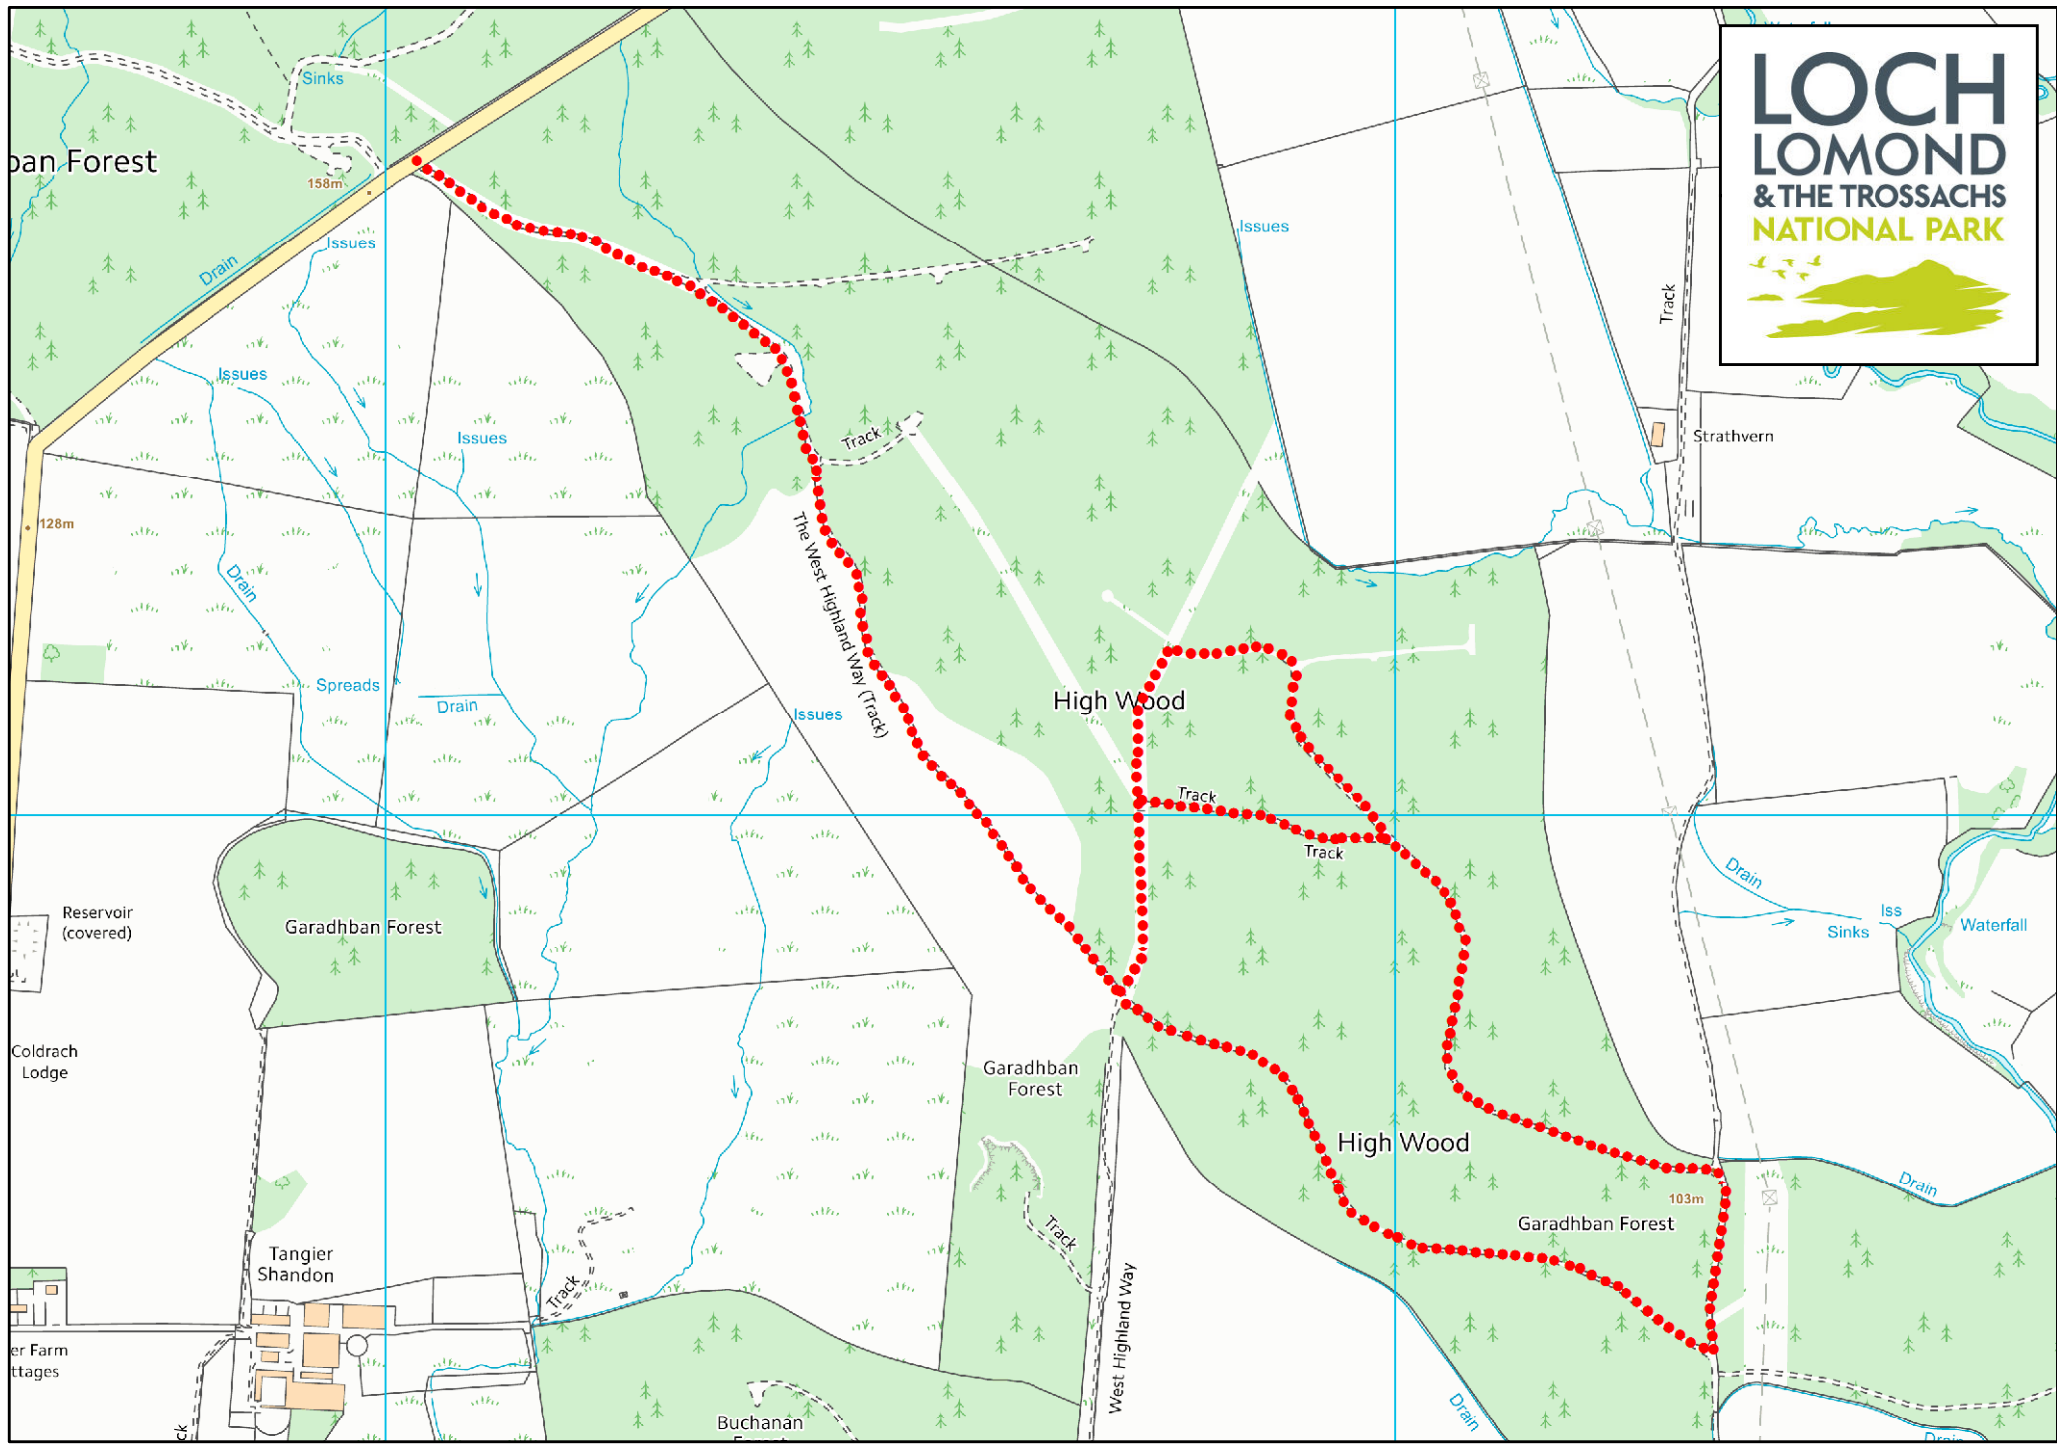 LOCH
LOMOND
& THE TROSSACHS
NATIONAL PARK
Sinks
ban Forest
158m
Issues
Drain
Issues
Issues
Track
Issues
Track
Strathvern
Issues
128m
The West Highland Way (Track)
Drain
Spreads
Drain
Issues
High Wood
Track
Track
Drain
Iss
Sinks
Waterfall
Reservoir
(covered)
Garadhban Forest
Coldrach
Lodge
Garadhban
Forest
High Wood
Drain
103m
Garadhban Forest
Track
Tangier
Shandon
Track
West Highland Way
er Farm
ttages
Drain
Buchanan
ck